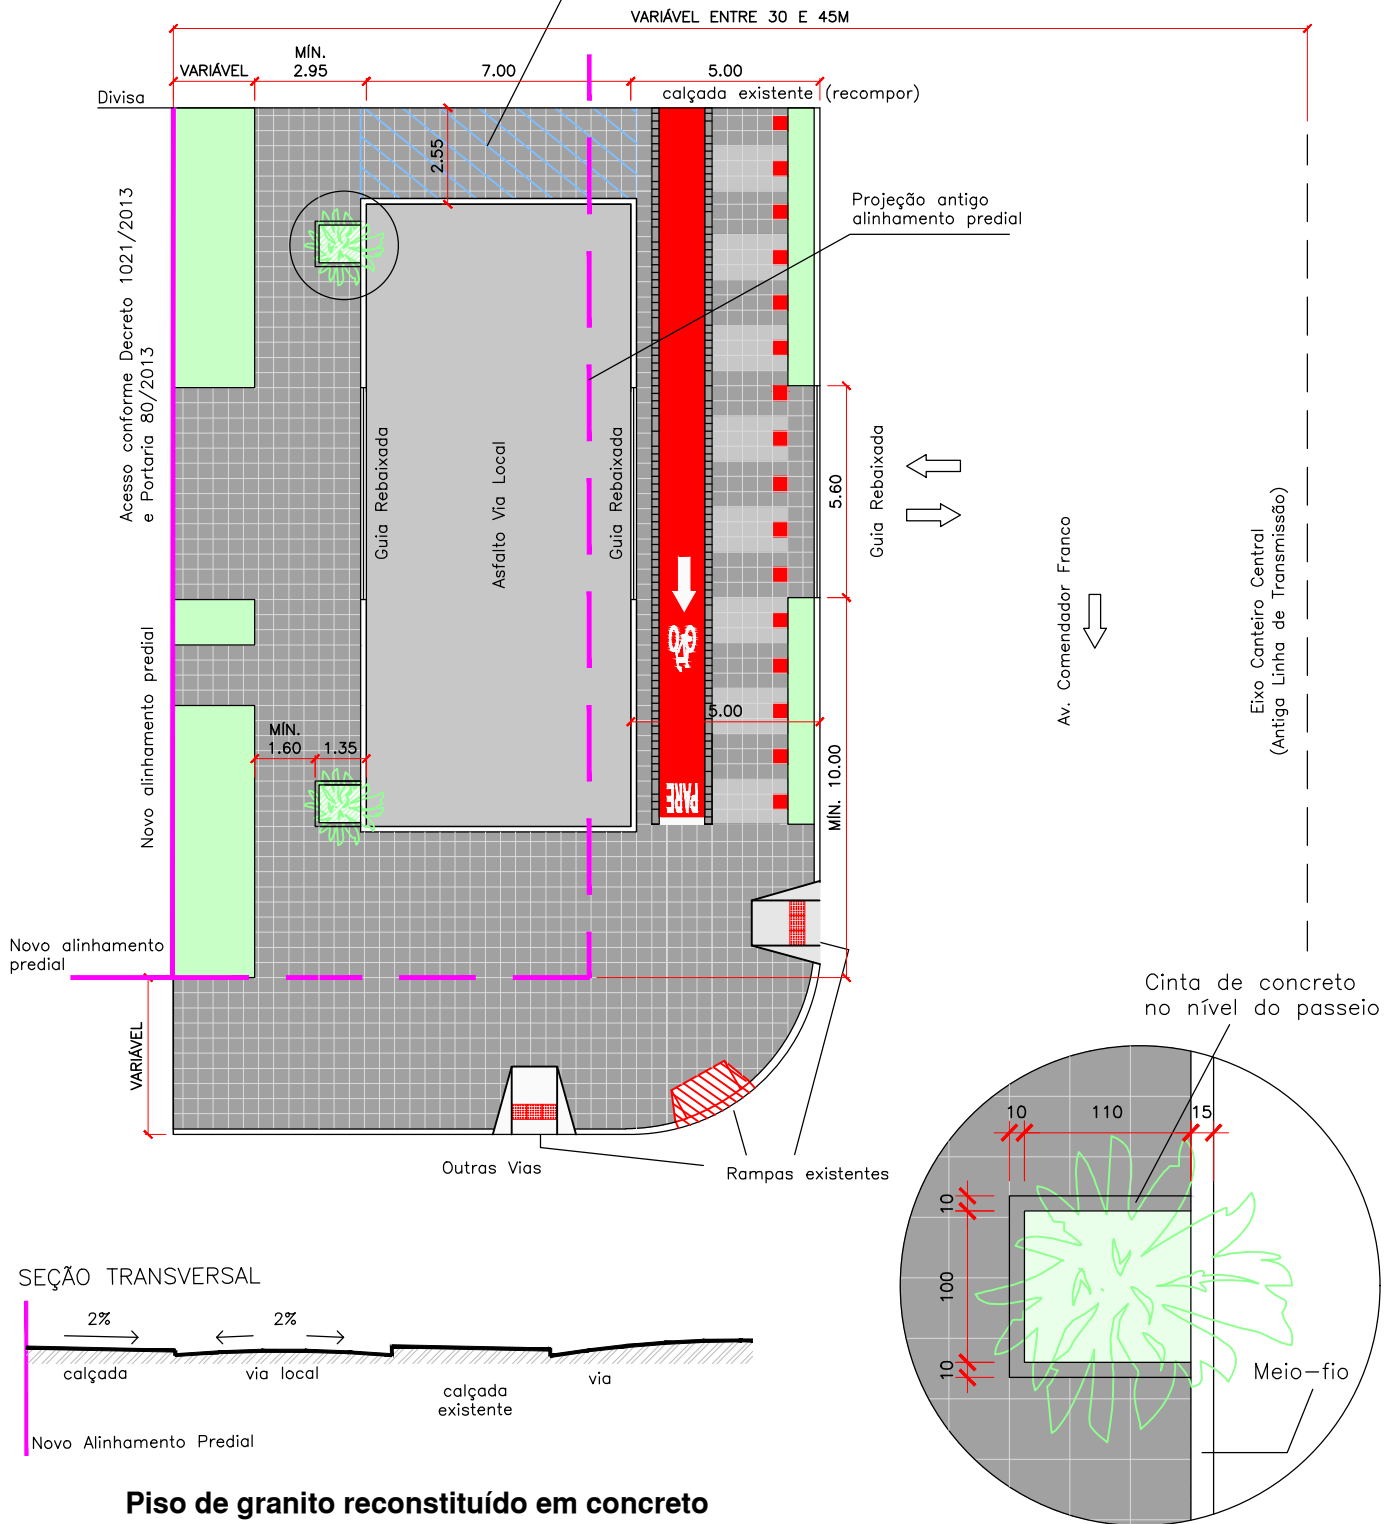 VARIÁVEL ENTRE 30 E 45M
MÍN.
VARIÁVEL
2.95
7.00
5.00
Divisa
calçada existente (recompor)
2.55
Acesso conforme Decreto 1021/2013
e Portaria 80/2013
Projeção antigo
alinhamento predial
Guia Rebaixada
Asfalto Via Local
Guia Rebaixada
5.60
Guia Rebaixada
Av. Comendador Franco
Eixo Canteiro Central
(Antiga Linha de Transmissão)
Novo alinhamento predial
MÍN.
1.60
1.35
5.00
PARE
MÍN. 10.00
Novo alinhamento
predial
VARIÁVEL
Outras Vias
Rampas existentes
Cinta de concreto
no nível do passeio
10
110
15
10
100
10
Meio-fio
SEÇÃO TRANSVERSAL
2%
2%
calçada
via local
calçada
existente
via
Novo Alinhamento Predial
Piso de granito reconstituído em concreto